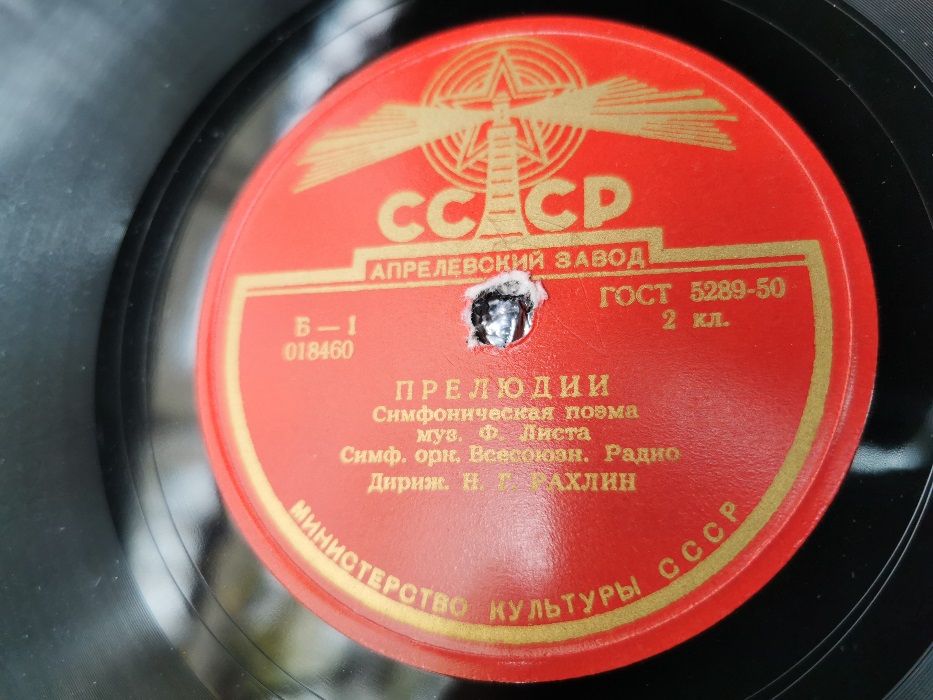 СССР
АПРЕЛЕВСКИЙ ЗАВОД
ГОСТ 5289-50
2 кл.
Б — I
018460
ПРЕЛЮДИИ
Симфоническая поэма
муз. Ф. Листа
Симф. орк. Всесоюзн. Радио
Дириж. Н. Г. РАХЛИН
МИНИСТЕРСТВО КУЛЬТУРЫ СССР